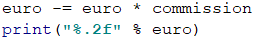 euro -= euro * commission
print("%.2f" % euro)